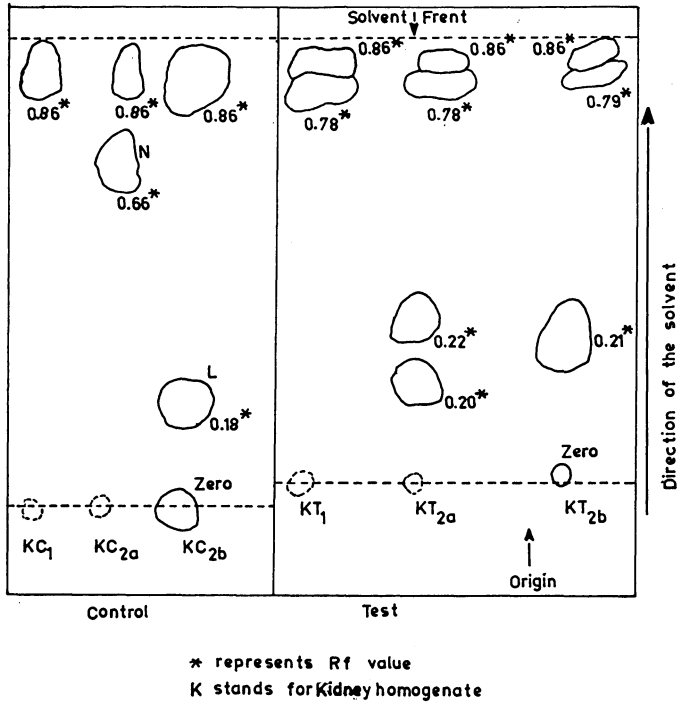 Solvent Frent
0.86* 0.86* 0.86*
0.86* 0.86* 0.86* 0.78* 0.78* 0.79*
N
0.66*
0.22* 0.21*
L
0.20*
0.18*
Zero
Zero
KT1 KT2a KT2b
KC1 KC2a KC2b
Origin
Control Test
Direction of the solvent
* represents Rf value
K stands for Kidney homogenate